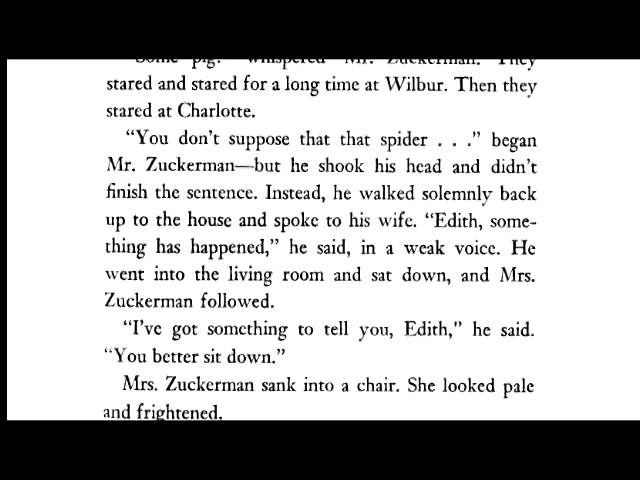 "Some pig!" whispered Mr. Zuckerman. They
stared and stared for a long time at Wilbur. Then they
stared at Charlotte.
"You don't suppose that that spider . . ." began
Mr. Zuckerman—but he shook his head and didn't
finish the sentence. Instead, he walked solemnly back
up to the house and spoke to his wife. "Edith, some-
thing has happened," he said, in a weak voice. He
went into the living room and sat down, and Mrs.
Zuckerman followed.
"I've got something to tell you, Edith," he said.
"You better sit down."
Mrs. Zuckerman sank into a chair. She looked pale
and frightened.